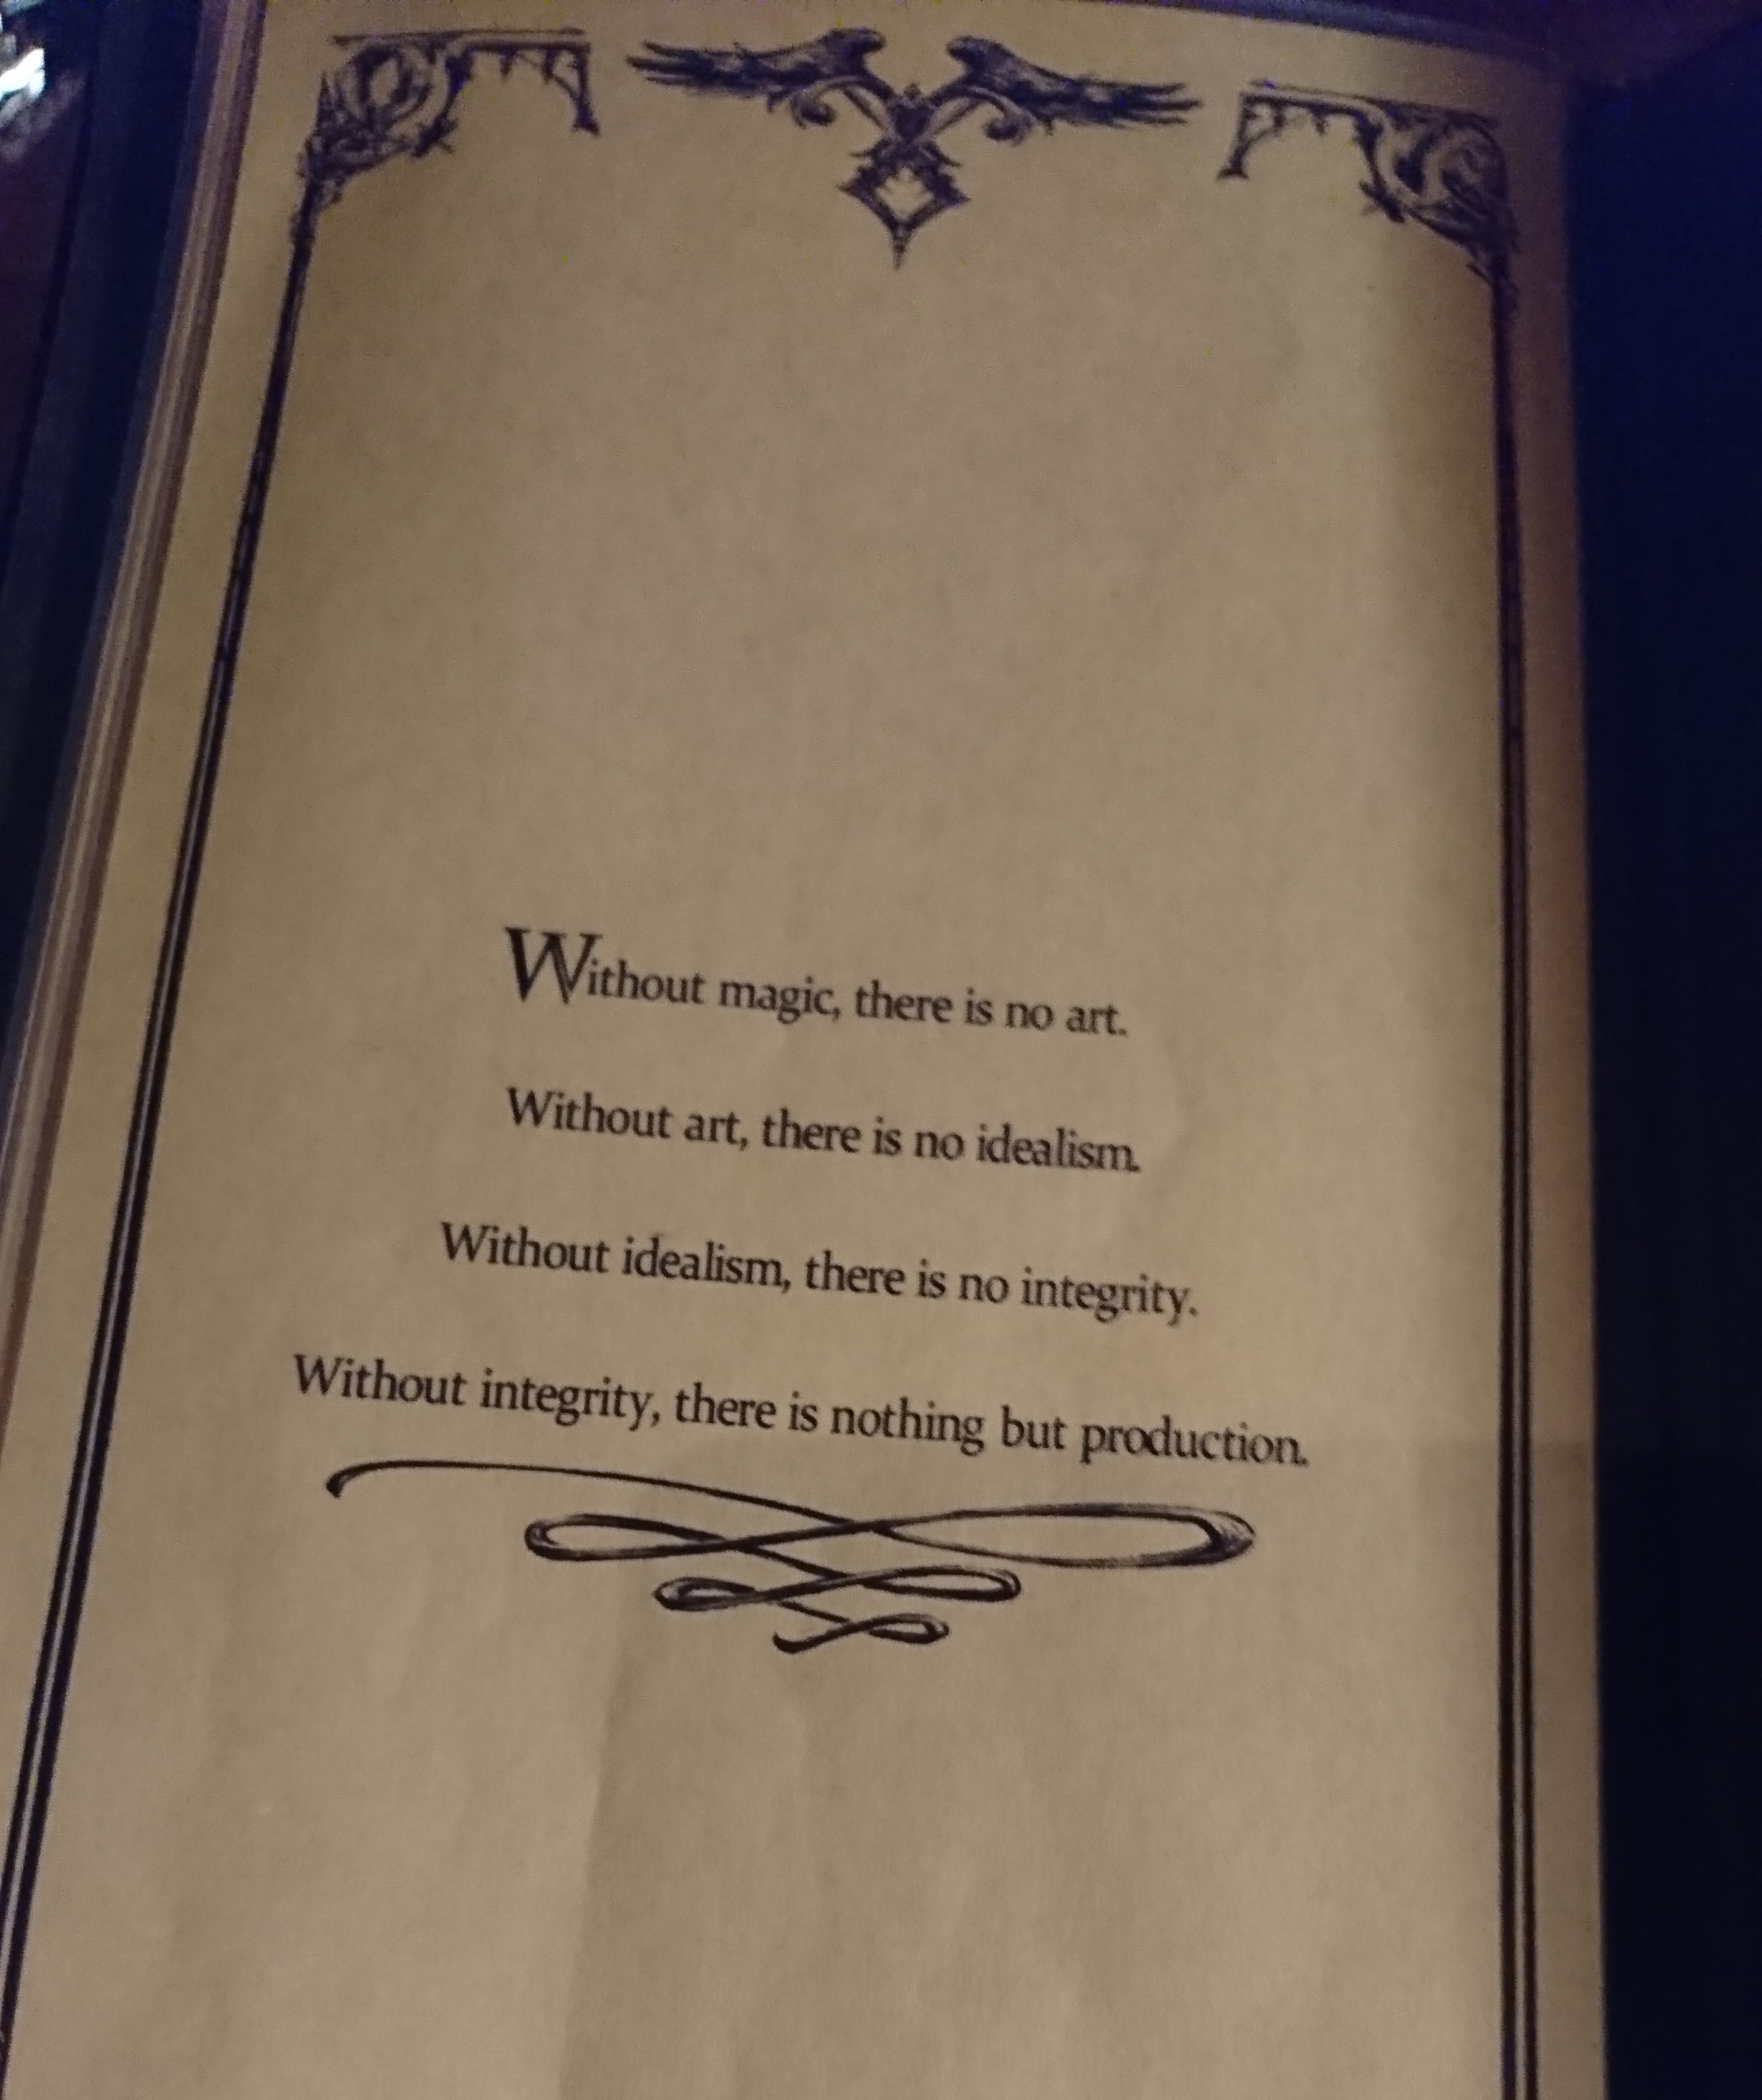 Without magic, there is no art.
Without art, there is no idealism.
Without idealism, there is no integrity.
Without integrity, there is nothing but production.